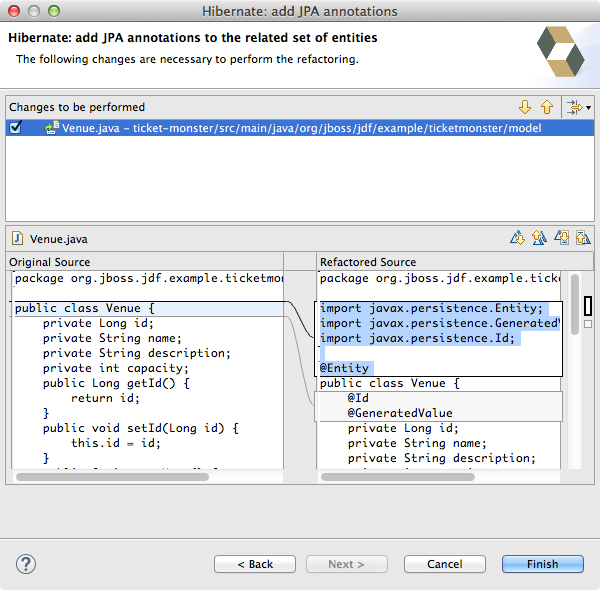 Hibernate: add JPA annotations
Hibernate: add JPA annotations to the related set of entities
The following changes are necessary to perform the refactoring.
Changes to be performed
Venue.java – ticket-monster/src/main/java/org/jboss/jdf/example/ticketmonster/model
Venue.java
Original Source
package org.jboss.jdf.example.ticketmon
public class Venue {
private Long id;
private String name;
private String description;
private int capacity;
public Long getId() {
return id;
}
public void setId(Long id) {
this.id = id;
}
Refactored Source
package org.jboss.jdf.example.ticke
import javax.persistence.Entity;
import javax.persistence.Generated
import javax.persistence.Id;
@Entity
public class Venue {
@Id
@GeneratedValue
private Long id;
private String name;
private String description;
?
< Back
Next >
Cancel
Finish